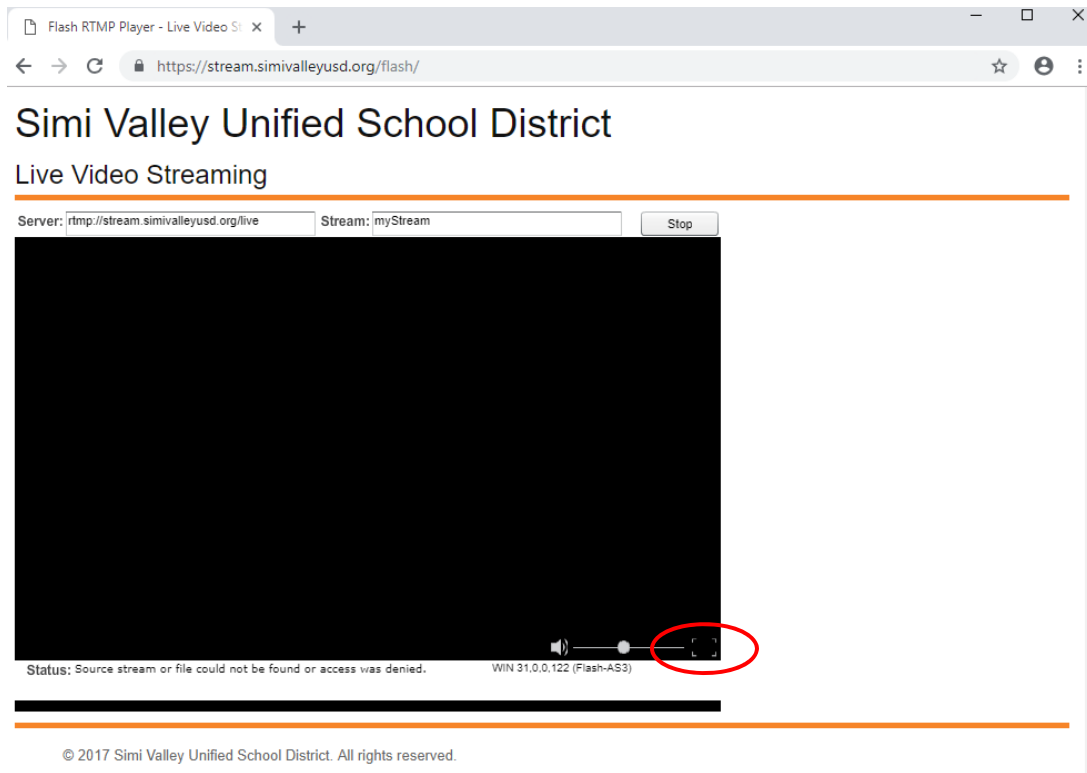 Flash RTMP Player - Live Video St
https://stream.simivalleyusd.org/flash/
Simi Valley Unified School District
Live Video Streaming
Server: rtmp://stream.simivalleyusd.org/live Stream: myStream Stop
Status: Source stream or file could not be found or access was denied. WIN 31,0,0,122 (Flash-AS3)
© 2017 Simi Valley Unified School District. All rights reserved.